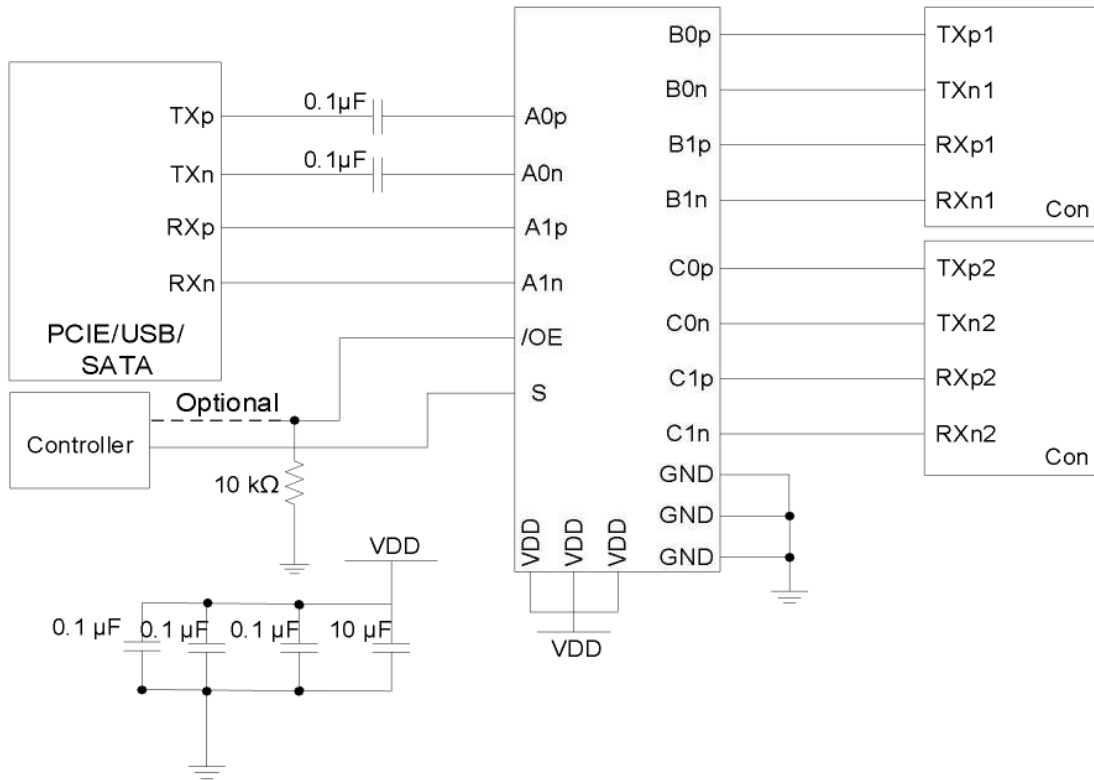 TXp
TXn
RXp
RXn
PCIE/USB/
SATA
0.1µF
0.1µF
Controller
Optional
10 kΩ
A0p
A0n
A1p
A1n
/OE
S
B0p
B0n
B1p
B1n
C0p
C0n
C1p
C1n
GND
GND
GND
VDD
VDD
VDD
VDD
TXp1
TXn1
RXp1
RXn1
Con
TXp2
TXn2
RXp2
RXn2
Con
VDD
0.1 µF
0.1 µF
0.1 µF
10 µF